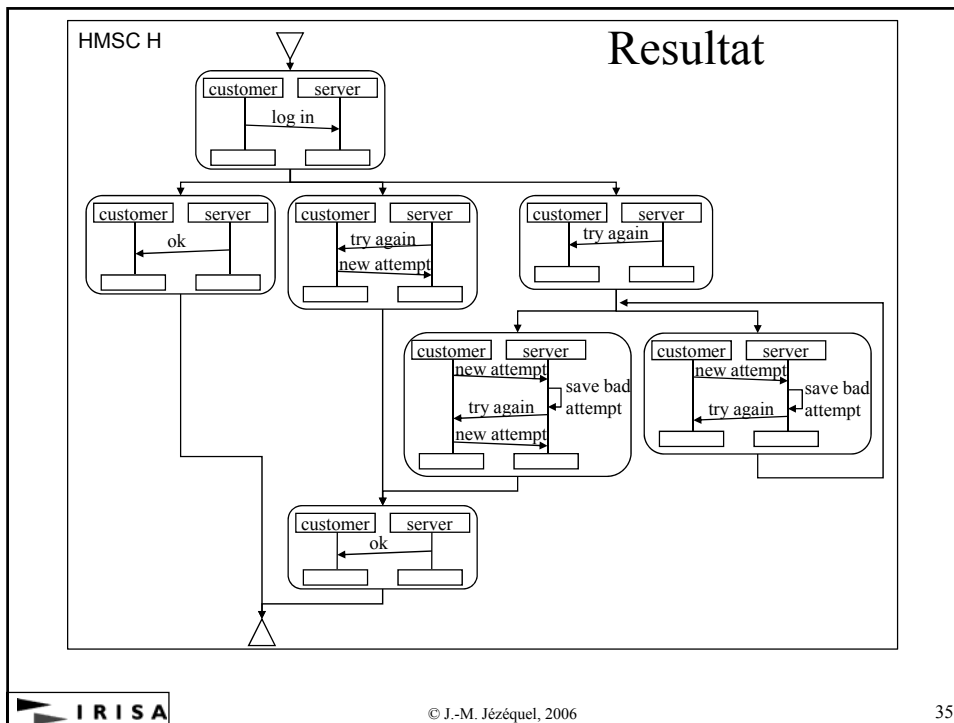 HMSC H
Resultat
customer server
log in
customer server
ok
customer server
try again
new attempt
customer server
try again
customer server
new attempt
save bad
attempt
try again
new attempt
customer server
new attempt
save bad
attempt
try again
customer server
ok
IRISA
© J.-M. Jézéquel, 2006
35